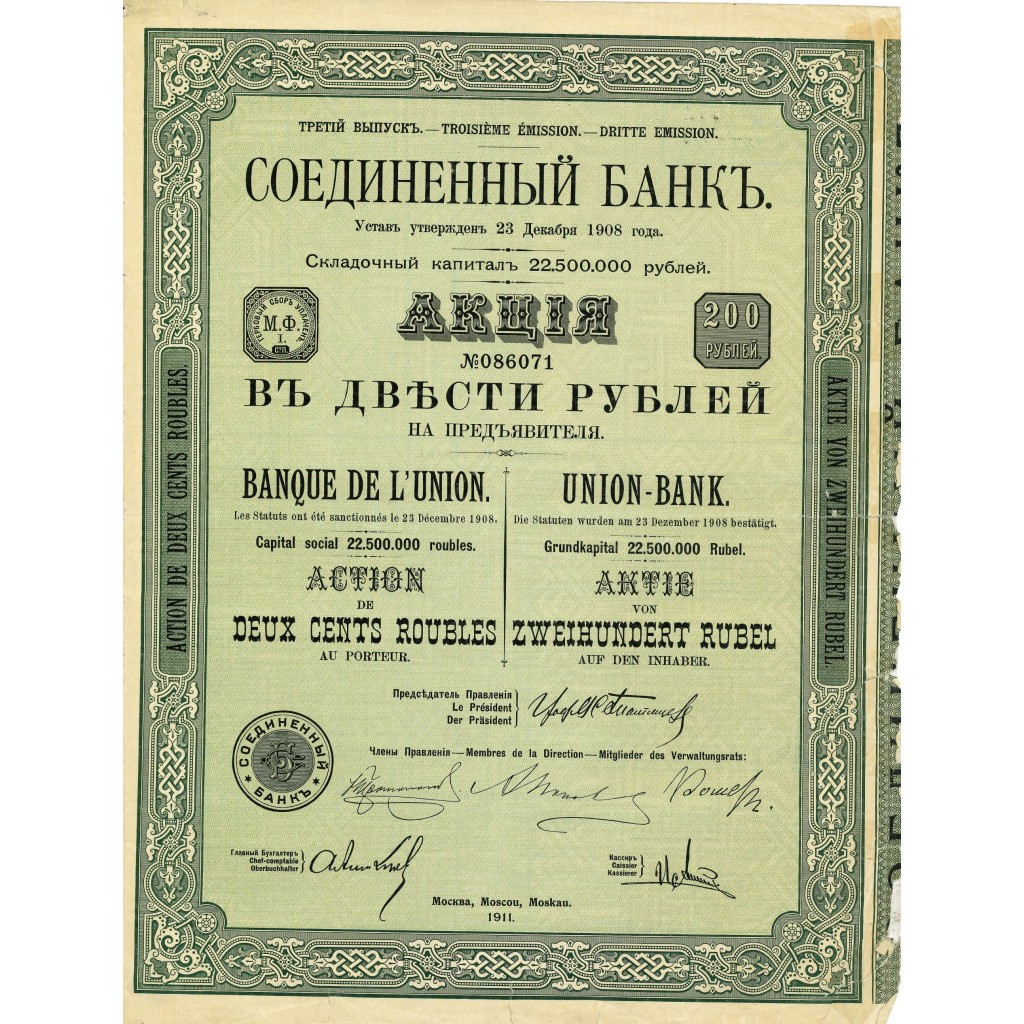 ТРЕТІЙ ВЫПУСКЪ.—TROISIÈME ÉMISSION.—DRITTE EMISSION.
СОЕДИНЕННЫЙ БАНКЪ.
Уставъ утвержденъ 23 Декабря 1908 года.
Складочный капиталъ 22.500.000 рублей.
ГЕРБОВЫЙ СБОРЪ УПЛАЧЕНЪ.
М.Ф.
I.
СТП.
АКЦІЯ
200
РУБЛЕЙ.
№086071
ВЪ ДВѢСТИ РУБЛЕЙ
НА ПРЕДЪЯВИТЕЛЯ.
ACTION DE DEUX CENTS ROUBLES.
AKTIE VON ZWEIHUNDERT RUBEL.
BANQUE DE L'UNION.
Les Statuts ont été sanctionnés le 23 Décembre 1908.
Capital social 22.500.000 roubles.
ACTION
DE
DEUX CENTS ROUBLES
AU PORTEUR.
UNION-BANK.
Die Statuten wurden am 23 Dezember 1908 bestätigt.
Grundkapital 22.500.000 Rubel.
AKTIE
VON
ZWEIHUNDERT RUBEL
AUF DEN INHABER.
Предсѣдатель Правленія
Le Président
Der Präsident
Члены Правленія—Membres de la Direction—Mitglieder des Verwaltungsrats:
СОЕДИНЕННЫЙ
БАНКЪ
Главный Бухгалтеръ
Chef-comptable
Oberbuchhalter
Кассиръ
Caissier
Kassierer
Москва, Moscou, Moskau.
1911.